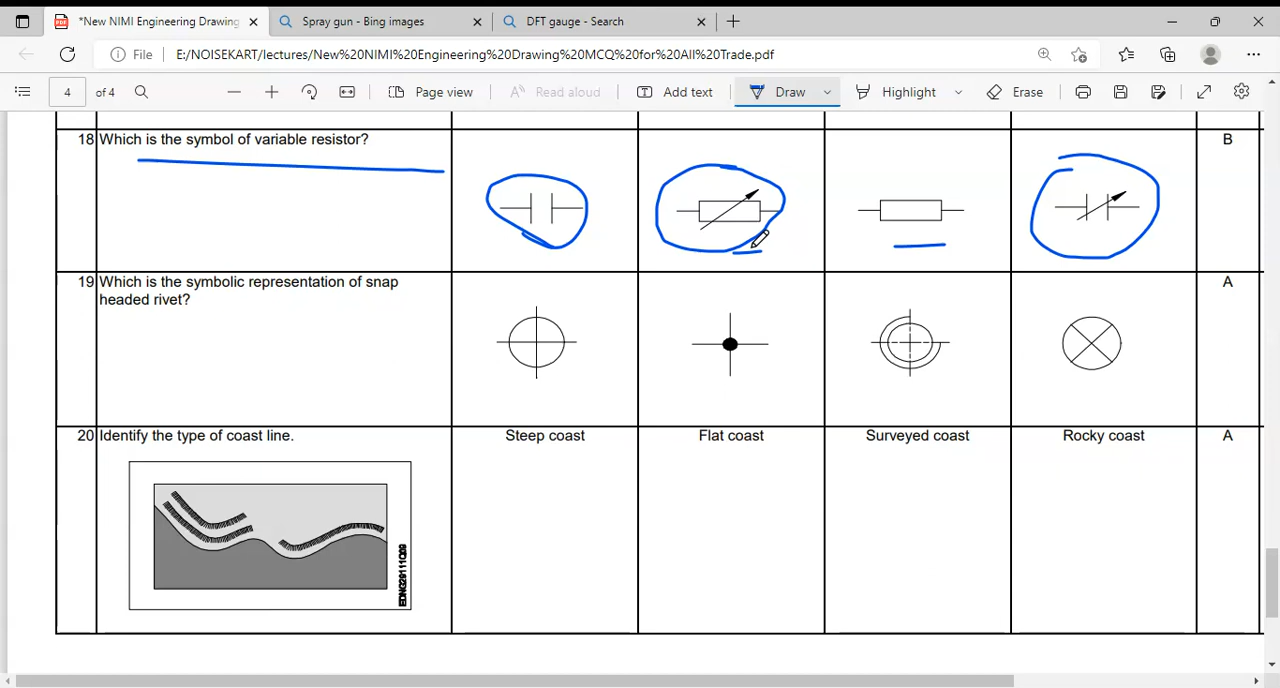 *New NIMI Engineering Drawing
Spray gun - Bing images
DFT gauge - Search
File
E:/NOISEKART/lectures/New%20NIMI%20Engineering%20Drawing%20MCQ%20for%20All%20Trade.pdf
4 of 4
Page view
Read aloud
Add text
Draw
Highlight
Erase
18 Which is the symbol of variable resistor?
B
19 Which is the symbolic representation of snap
headed rivet?
A
20 Identify the type of coast line.
Steep coast
Flat coast
Surveyed coast
Rocky coast
A
EDNG29111Q09